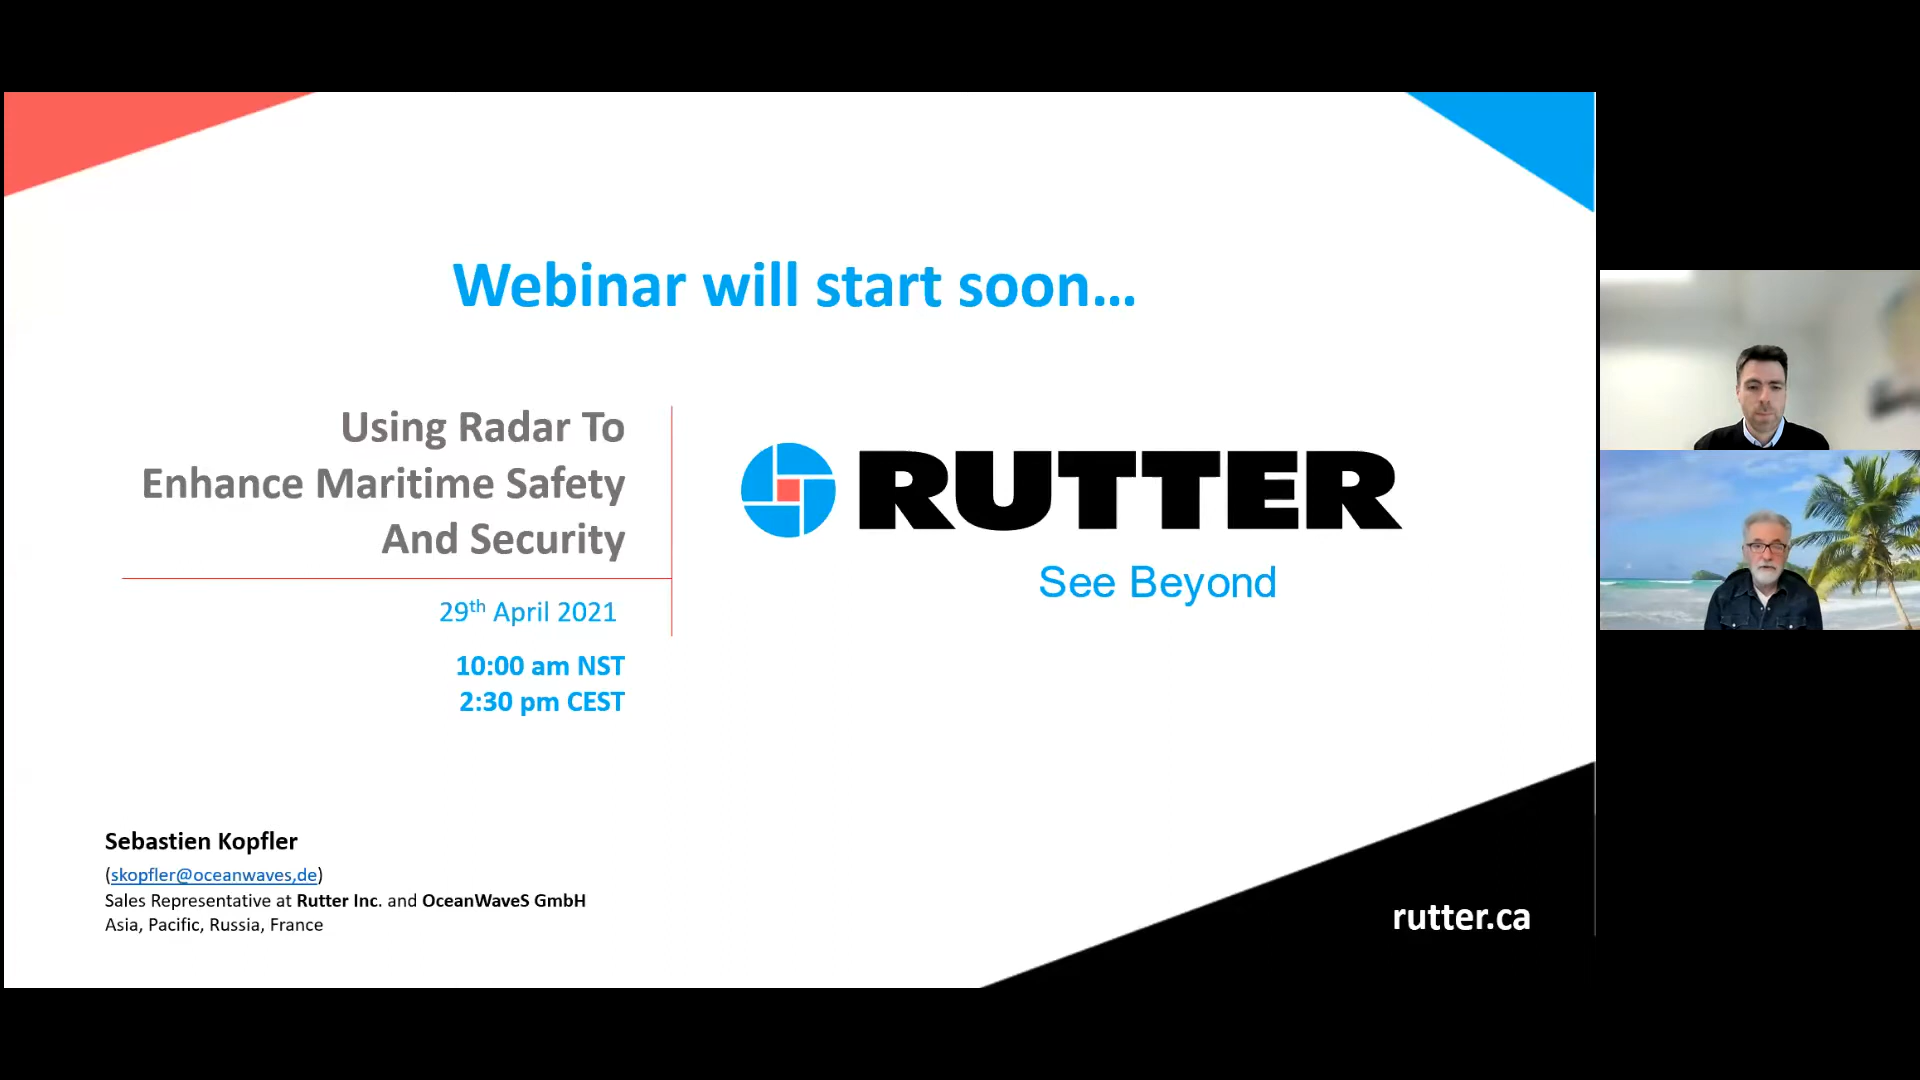 Webinar will start soon...
Using Radar To
Enhance Maritime Safety
And Security
29th April 2021
10:00 am NST
2:30 pm CEST
RUTTER
See Beyond
Sebastien Kopfler
(skopfler@oceanwaves,de)
Sales Representative at Rutter Inc. and OceanWaveS GmbH
Asia, Pacific, Russia, France
rutter.ca